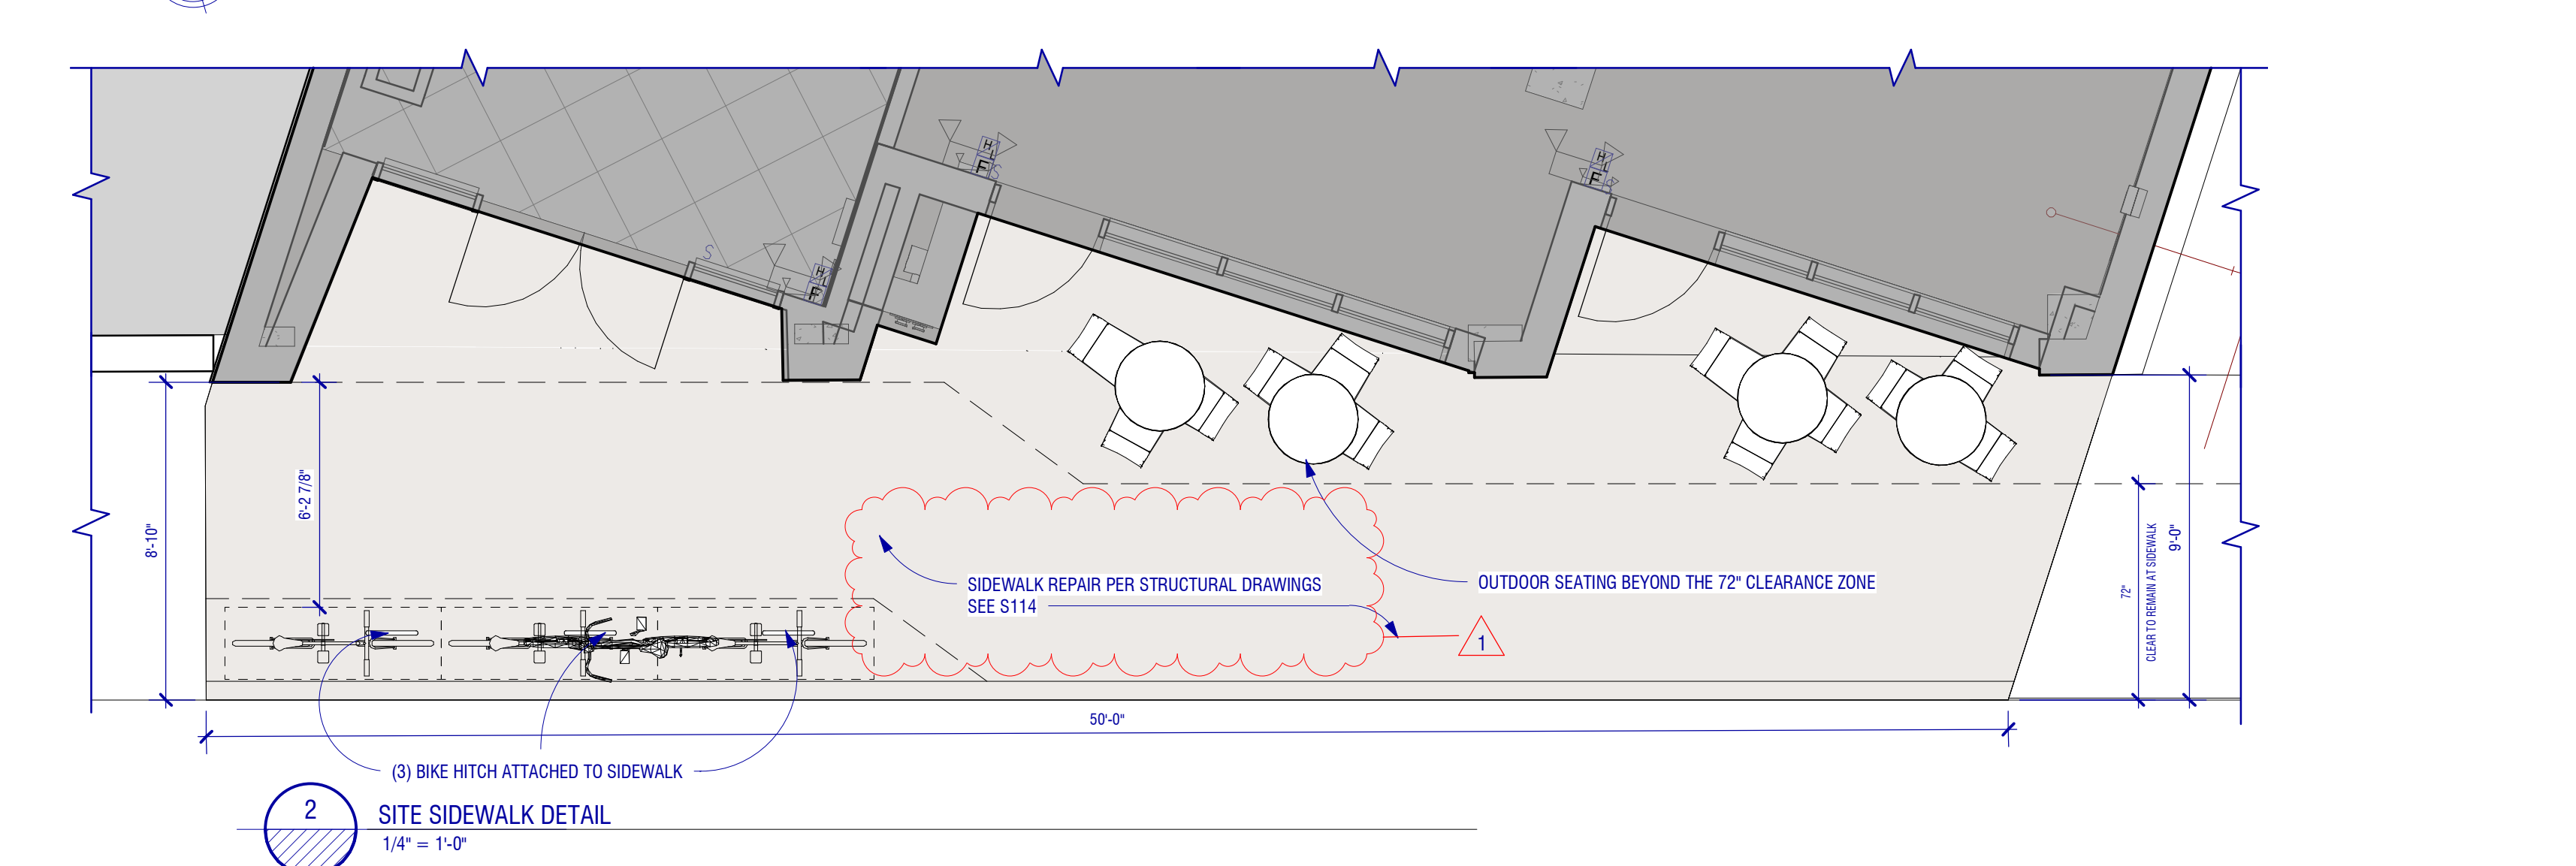 H
L
F
S
H
L
F
S
S
H
L
F
6'-2 7/8"
8'-10"
SIDEWALK REPAIR PER STRUCTURAL DRAWINGS
SEE S114
OUTDOOR SEATING BEYOND THE 72" CLEARANCE ZONE
1
72"
CLEAR TO REMAIN AT SIDEWALK
9'-0"
50'-0"
(3) BIKE HITCH ATTACHED TO SIDEWALK
2
SITE SIDEWALK DETAIL
1/4" = 1'-0"